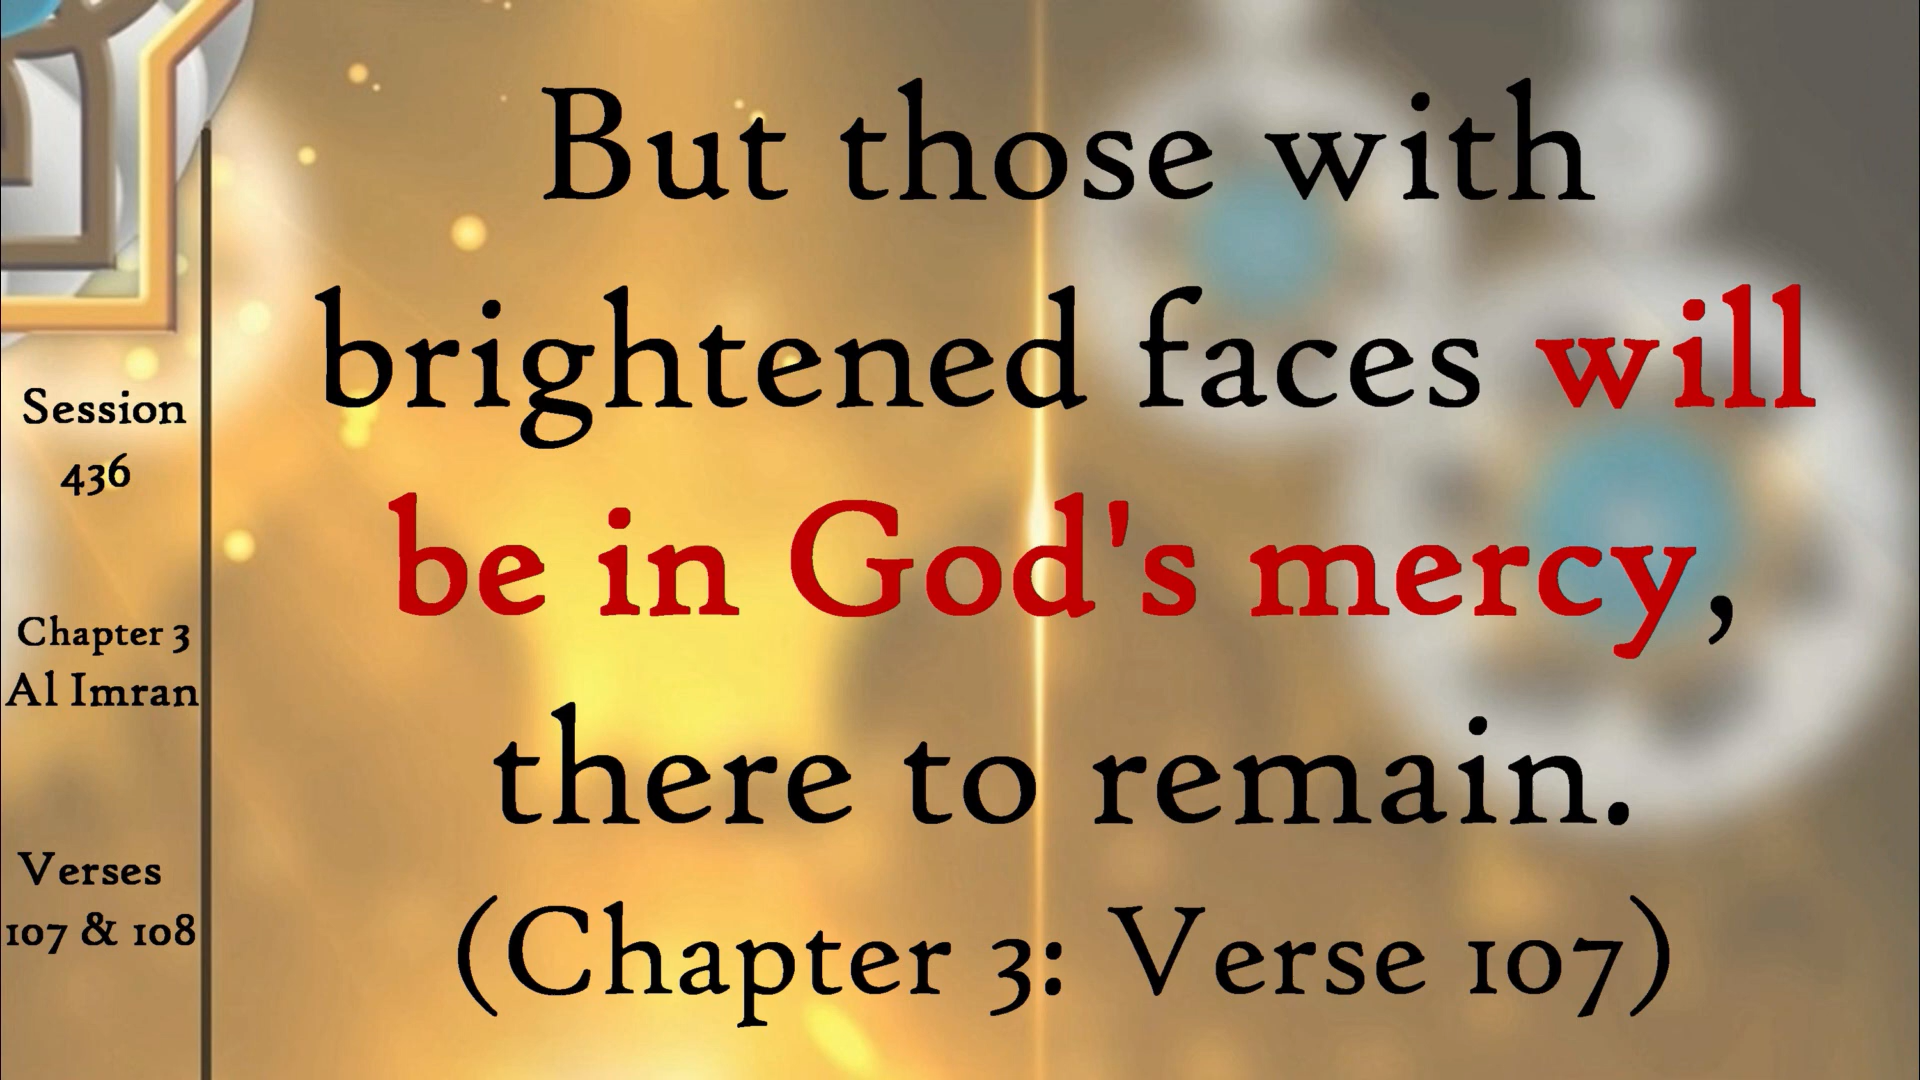 Session
436
Chapter 3
Al Imran
Verses
107 & 108
But those with
brightened faces will
be in God's mercy,
there to remain.
(Chapter 3: Verse 107)